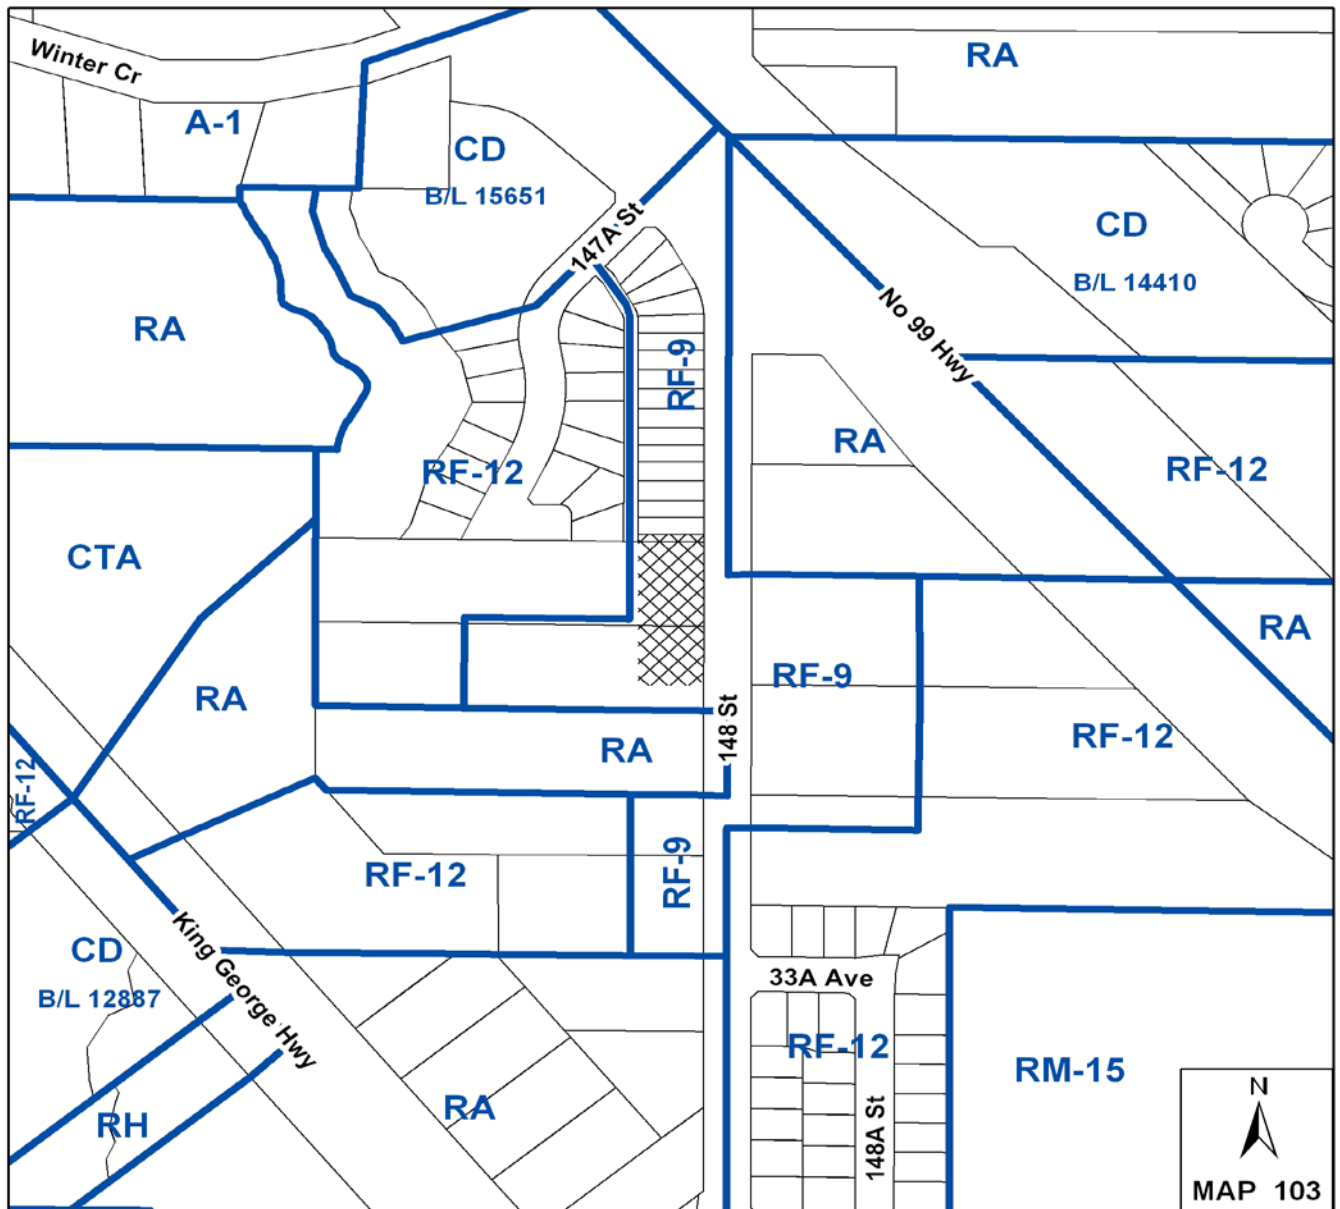 Winter Cr
RA
A-1
CD
B/L 15651
147A St
CD
B/L 14410
RA
No 99 Hwy
RF-9
RA
RF-12
RF-12
CTA
RA
RF-9
RA
148 St
RF-12
RA
RF-12
RF-12
RF-9
CD
B/L 12887
King George Hwy
33A Ave
RF-12
RM-15
RA
RH
148A St
N
MAP 103